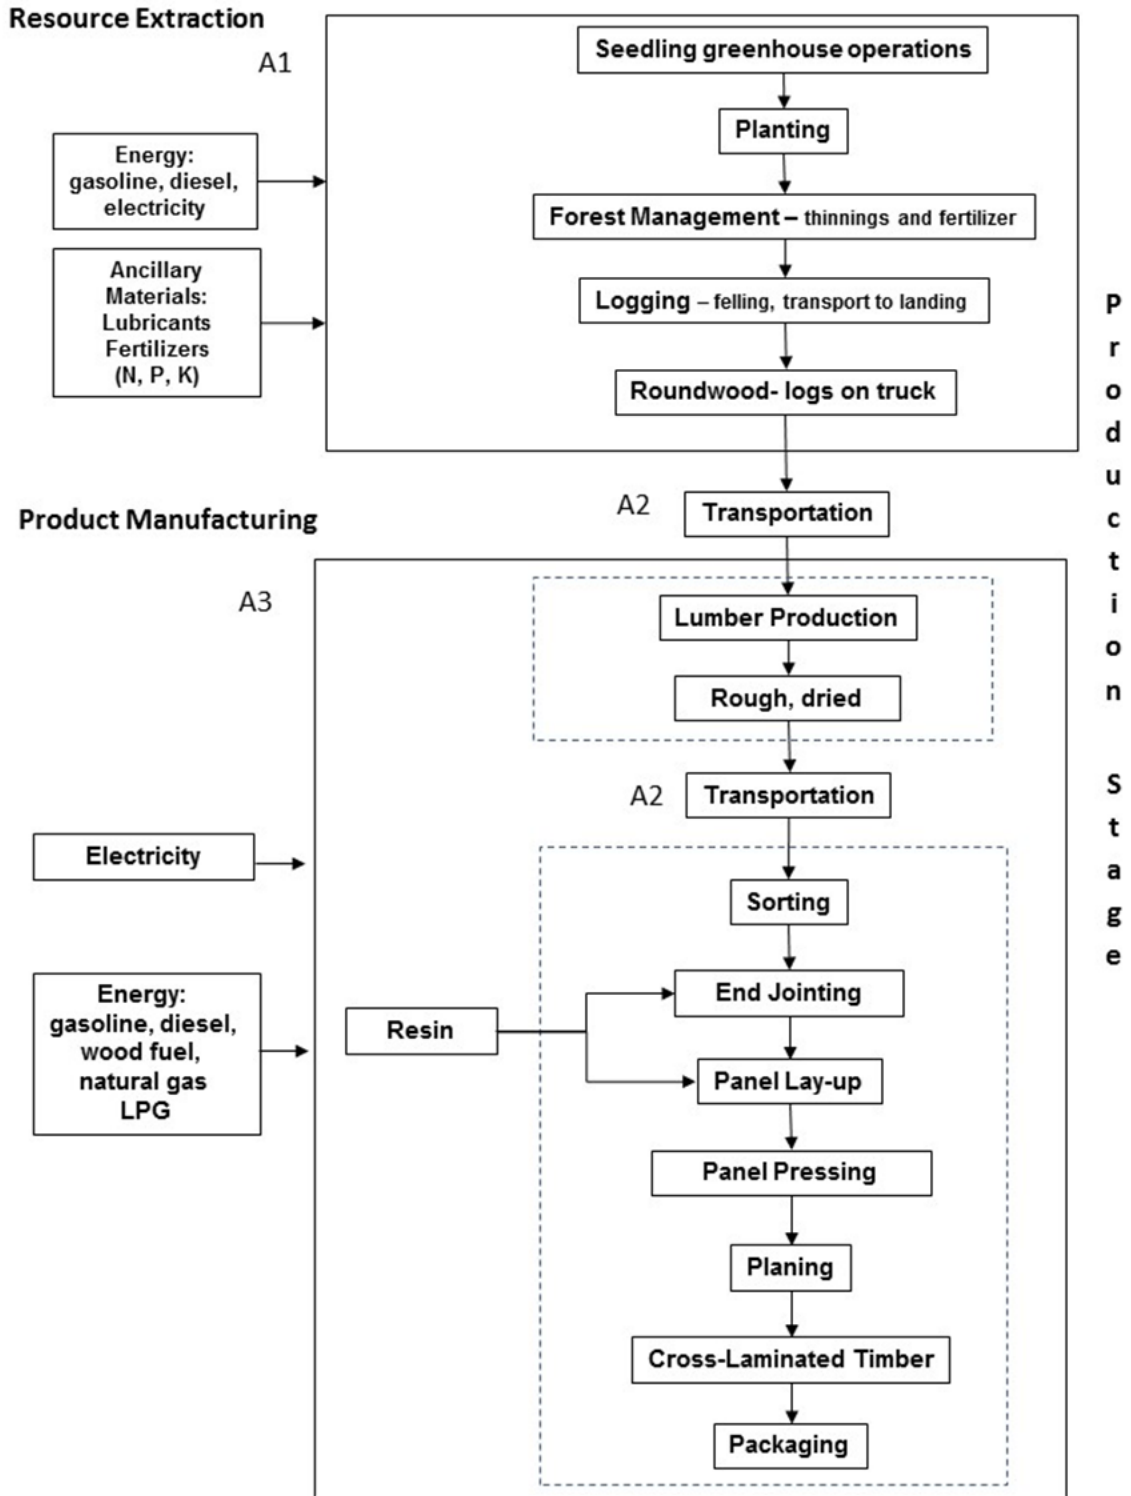 Resource Extraction
A1
Seedling greenhouse operations
Planting
Energy:
gasoline, diesel,
electricity
Forest Management – thinnings and fertilizer
Ancillary
Materials:
Lubricants
Fertilizers
(N, P, K)
Logging – felling, transport to landing
Roundwood- logs on truck
A2
Transportation
Product Manufacturing
A3
Lumber Production
Rough, dried
A2
Transportation
Electricity
Sorting
Energy:
gasoline, diesel,
wood fuel,
natural gas
LPG
Resin
End Jointing
Panel Lay-up
Panel Pressing
Planing
Cross-Laminated Timber
Packaging
Production Stage